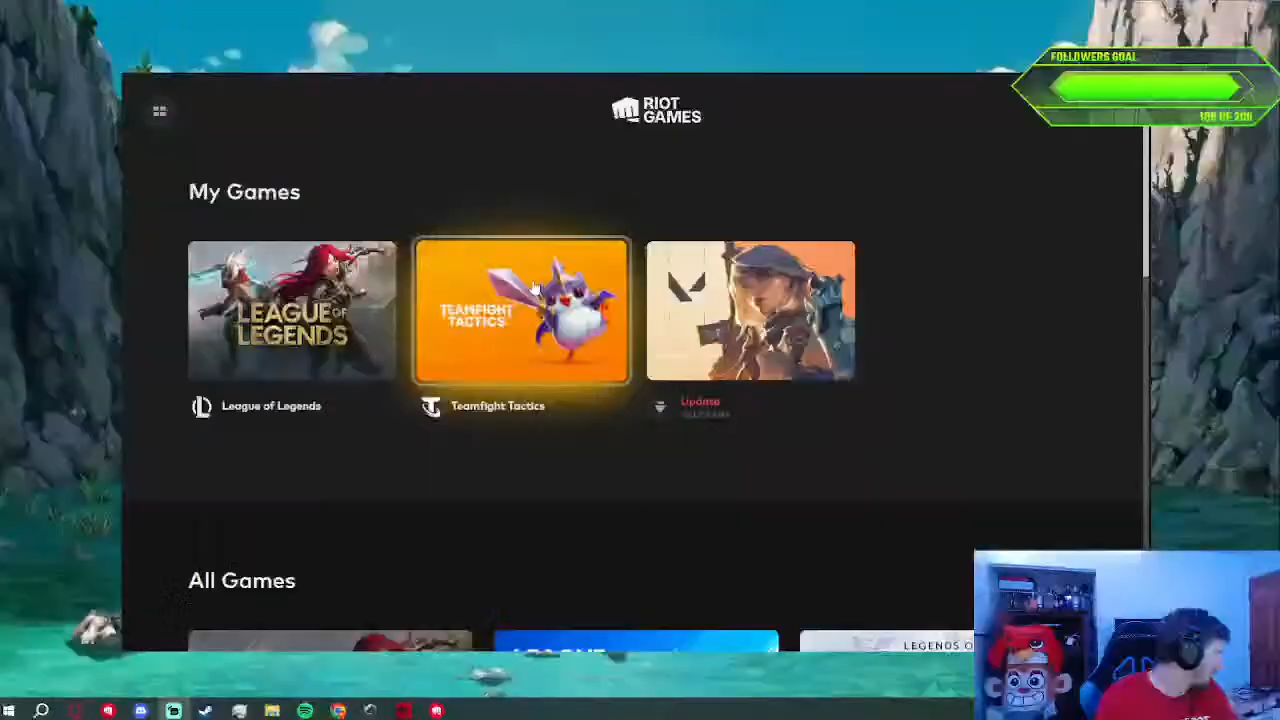 FOLLOWERS GOAL
RIOT
GAMES
My Games
LEAGUE OF
LEGENDS
TEAMFIGHT
TACTICS
League of Legends
Teamfight Tactics
Update
All Games
LEGENDS O